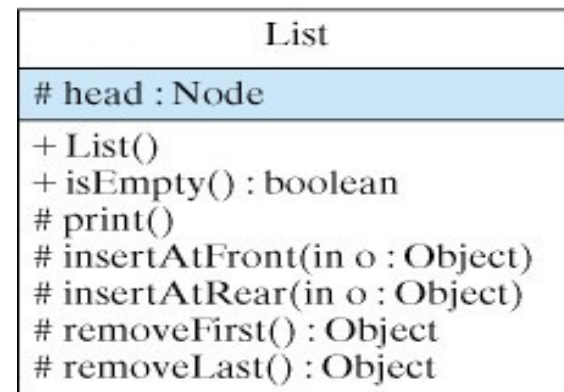 List
# head : Node
+ List()
+ isEmpty() : boolean
# print()
# insertAtFront(in o : Object)
# insertAtRear(in o : Object)
# removeFirst() : Object
# removeLast() : Object